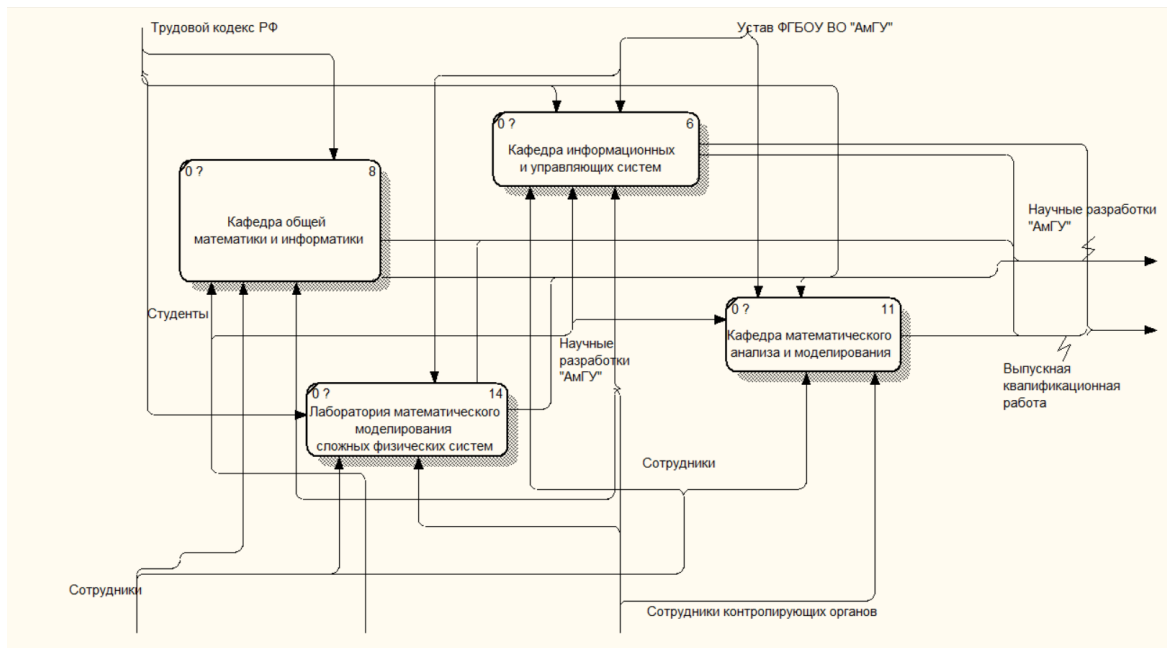 Трудовой кодекс РФ
Устав ФГБОУ ВО "АмГУ"
0 ? 6
Кафедра информационных
и управляющих систем
0 ? 8
Кафедра общей
математики и информатики
Научные разработки
"АмГУ"
Студенты
0 ? 11
Кафедра математического
анализа и моделирования
Научные
разработки
"АмГУ"
Выпускная
квалификационная
работа
0 ? 14
Лаборатория математического
моделирования
сложных физических систем
Сотрудники
Сотрудники
Сотрудники контролирующих органов